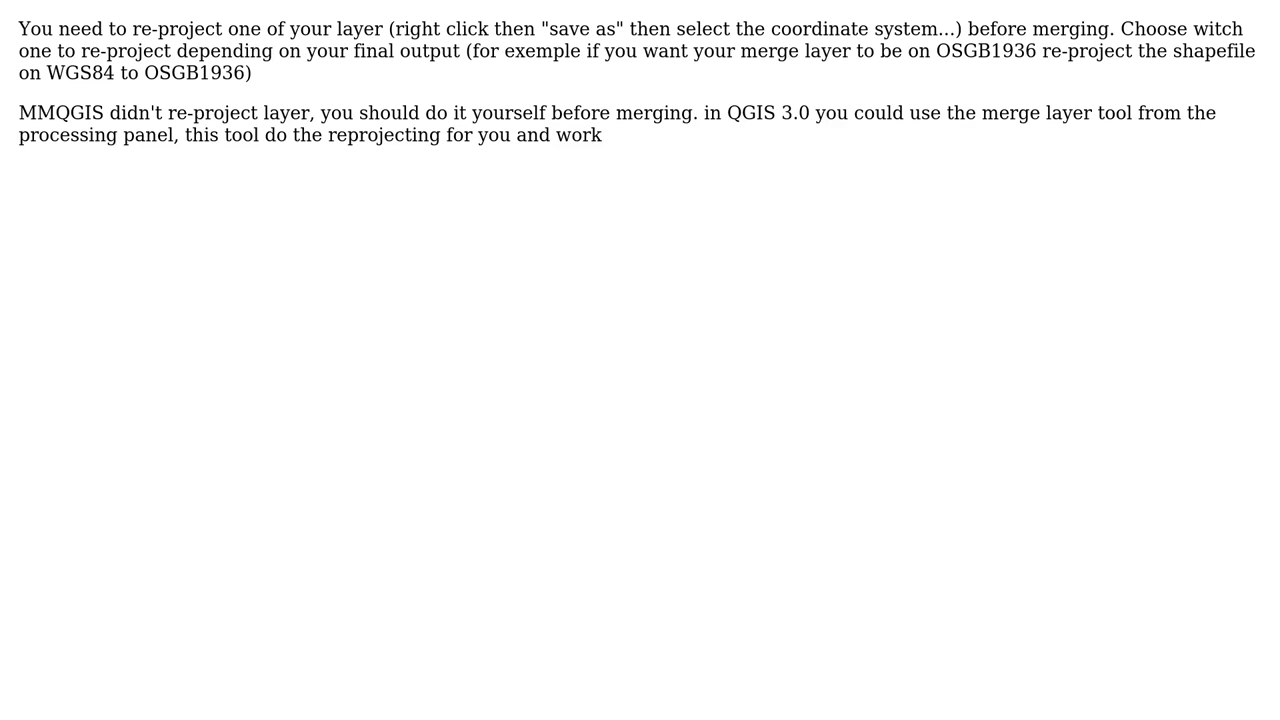 You need to re-project one of your layer (right click then "save as" then select the coordinate system...) before merging. Choose witch
one to re-project depending on your final output (for exemple if you want your merge layer to be on OSGB1936 re-project the shapefile
on WGS84 to OSGB1936)
MMQGIS didn't re-project layer, you should do it yourself before merging. in QGIS 3.0 you could use the merge layer tool from the
processing panel, this tool do the reprojecting for you and work